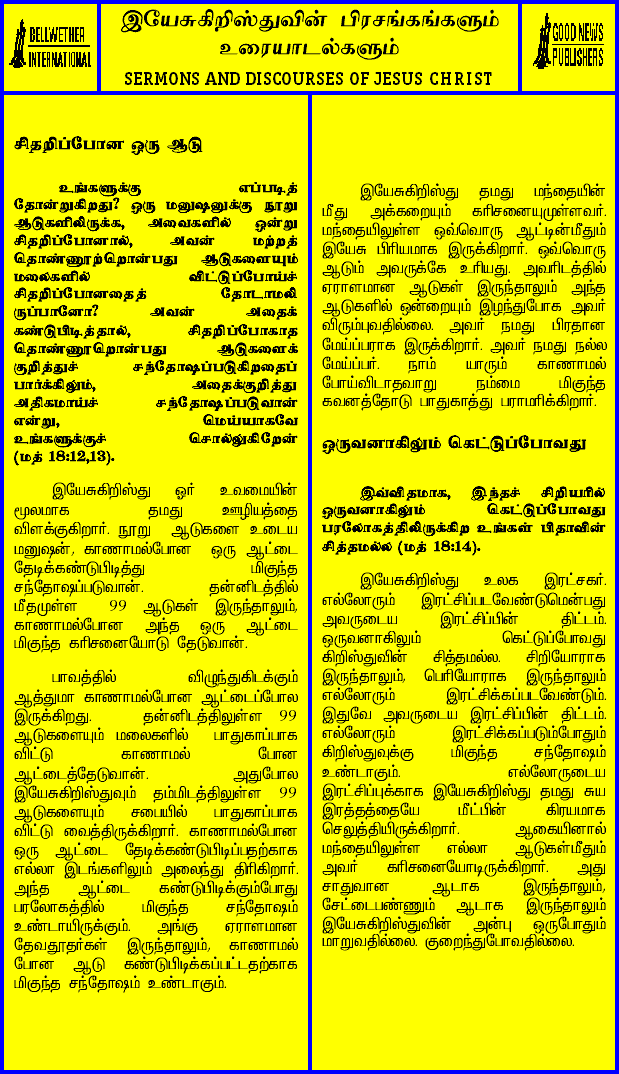 BELLWETHER
INTERNATIONAL
இயேசுகிறிஸ்துவின் பிரசங்கங்களும்
உரையாடல்களும்
SERMONS AND DISCOURSES OF JESUS CHRIST
GOOD NEWS
PUBLISHERS
சிதறிப்போன ஒரு ஆடு
உங்களுக்கு எப்படித்
தோன்றுகிறது? ஒரு மனுஷனுக்கு நூறு
ஆடுகளிலிருக்க, அவைகளில் ஒன்று
சிதறிப்போனால், அவன் மற்றத்
தொண்ணூற்றொன்பது ஆடுகளையும்
மலைகளில் விட்டுப்போய்ச்
சிதறிப்போனதைத் தேடாமலி
ருப்பானோ? அவன் அதைக்
கண்டுபிடித்தால், சிதறிப்போகாத
தொண்ணூறொன்பது ஆடுகளைக்
குறித்துச் சந்தோஷப்படுகிறதைப்
பார்க்கிலும், அதைக்குறித்து
அதிகமாய்ச் சந்தோஷப்படுவான்
என்று, மெய்யாகவே
உங்களுக்குச் சொல்லுகிறேன்
(மத் 18:12,13).
இயேசுகிறிஸ்து ஓர் உவமையின்
மூலமாக தமது ஊழியத்தை
விளக்குகிறார். நூறு ஆடுகளை உடைய
மனுஷன், காணாமல்போன ஒரு ஆட்டை
தேடிக்கண்டுபிடித்து மிகுந்த
சந்தோஷப்படுவான். தன்னிடத்தில்
மீதமுள்ள 99 ஆடுகள் இருந்தாலும்,
காணாமல்போன அந்த ஒரு ஆட்டை
மிகுந்த கரிசனையோடு தேடுவான்.
பாவத்தில் விழுந்துகிடக்கும்
ஆத்துமா காணாமல்போன ஆட்டைப்போல
இருக்கிறது. தன்னிடத்திலுள்ள 99
ஆடுகளையும் மலைகளில் பாதுகாப்பாக
விட்டு காணாமல் போன
ஆட்டைத்தேடுவான். அதுபோல
இயேசுகிறிஸ்துவும் தம்மிடத்திலுள்ள 99
ஆடுகளையும் சபையில் பாதுகாப்பாக
விட்டு வைத்திருக்கிறார். காணாமல்போன
ஒரு ஆட்டை தேடிக்கண்டுபிடிப்பதற்காக
எல்லா இடங்களிலும் அலைந்து திரிகிறார்.
அந்த ஆட்டை கண்டுபிடிக்கும்போது
பரலோகத்தில் மிகுந்த சந்தோஷம்
உண்டாயிருக்கும். அங்கு ஏராளமான
தேவதூதர்கள் இருந்தாலும், காணாமல்
போன ஆடு கண்டுபிடிக்கப்பட்டதற்காக
மிகுந்த சந்தோஷம் உண்டாகும்.
இயேசுகிறிஸ்து தமது மந்தையின்
மீது அக்கறையும் கரிசனையுமுள்ளவர்.
மந்தையிலுள்ள ஒவ்வொரு ஆட்டின்மீதும்
இயேசு பிரியமாக இருக்கிறார். ஒவ்வொரு
ஆடும் அவருக்கே உரியது. அவரிடத்தில்
ஏராளமான ஆடுகள் இருந்தாலும் அந்த
ஆடுகளில் ஒன்றையும் இழந்துபோக அவர்
விரும்புவதில்லை. அவர் நமது பிரதான
மேய்ப்பராக இருக்கிறார். அவர் நமது நல்ல
மேய்ப்பர். நாம் யாரும் காணாமல்
போய்விடாதவாறு நம்மை மிகுந்த
கவனத்தோடு பாதுகாத்து பராமரிக்கிறார்.
ஒருவனாகிலும் கெட்டுப்போவது
இவ்விதமாக, இந்தச் சிறியரில்
ஒருவனாகிலும் கெட்டுப்போவது
பரலோகத்திலிருக்கிற உங்கள் பிதாவின்
சித்தமல்ல (மத் 18:14).
இயேசுகிறிஸ்து உலக இரட்சகர்.
எல்லோரும் இரட்சிப்படவேண்டுமென்பது
அவருடைய இரட்சிப்பின் திட்டம்.
ஒருவனாகிலும் கெட்டுப்போவது
கிறிஸ்துவின் சித்தமல்ல. சிறியோராக
இருந்தாலும், பெரியோராக இருந்தாலும்
எல்லோரும் இரட்சிக்கப்படவேண்டும்.
இதுவே அவருடைய இரட்சிப்பின் திட்டம்.
எல்லோரும் இரட்சிக்கப்படும்போதும்
கிறிஸ்துவுக்கு மிகுந்த சந்தோஷம்
உண்டாகும். எல்லோருடைய
இரட்சிப்புக்காக இயேசுகிறிஸ்து தமது சுய
இரத்தத்தையே மீட்பின் கிரயமாக
செலுத்தியிருக்கிறார். ஆகையினால்
மந்தையிலுள்ள எல்லா ஆடுகள்மீதும்
அவர் கரிசனையோடிருக்கிறார். அது
சாதுவான ஆடாக இருந்தாலும்,
சேட்டைபண்ணும் ஆடாக இருந்தாலும்
இயேசுகிறிஸ்துவின் அன்பு ஒருபோதும்
மாறுவதில்லை. குறைந்துபோவதில்லை.